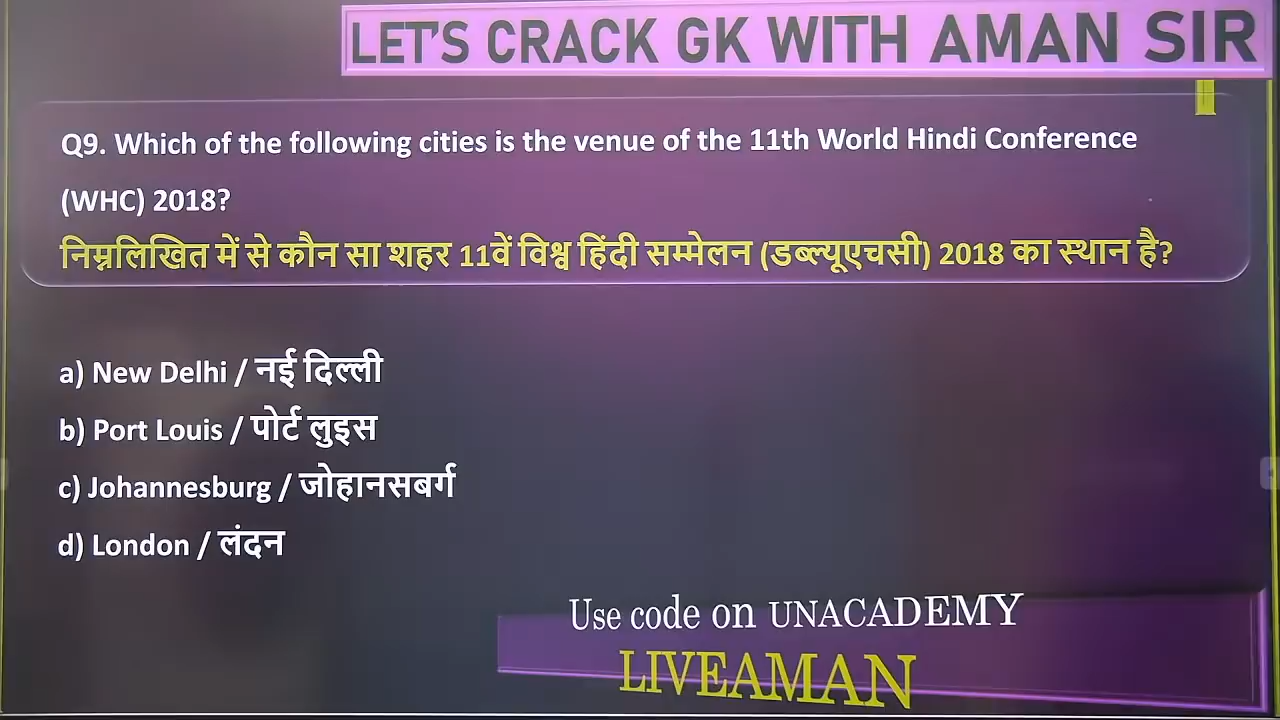 LET'S CRACK GK WITH AMAN SIR
Q9. Which of the following cities is the venue of the 11th World Hindi Conference
(WHC) 2018?
निम्नलिखित में से कौन सा शहर 11वें विश्व हिंदी सम्मेलन (डब्ल्यूएचसी) 2018 का स्थान है?
a) New Delhi / नई दिल्ली
b) Port Louis / पोर्ट लुइस
c) Johannesburg / जोहानसबर्ग
d) London / लंदन
Use code on UNACADEMY
LIVEAMAN